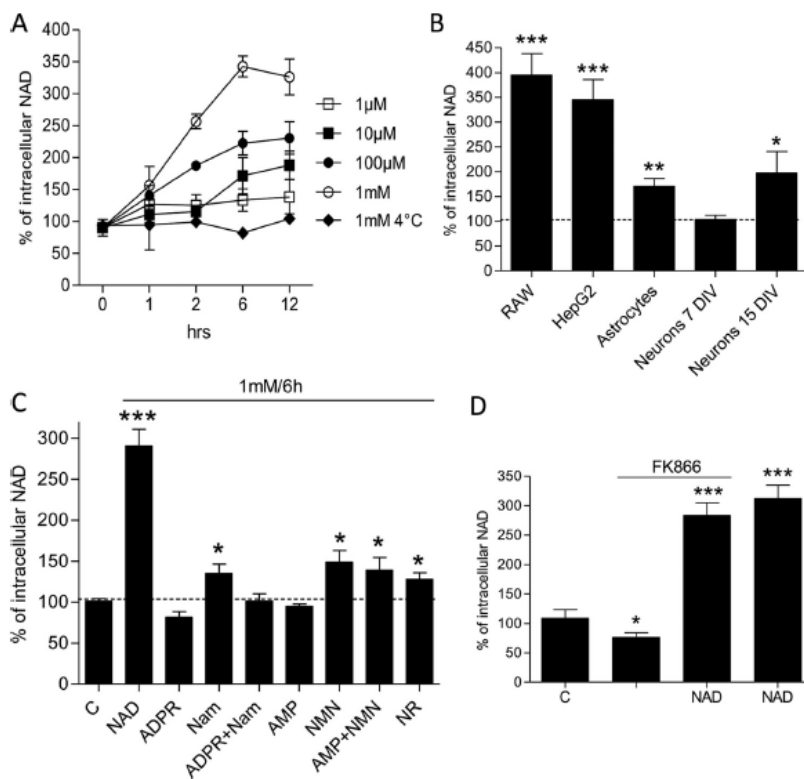 A
400
350
300
250
200
150
100
50
0
% of intracellular NAD
0 1 2 6 12
hrs
1µM
10µM
100µM
1mM
1mM 4°C
B
450
400
350
300
250
200
150
100
50
0
% of intracellular NAD
*** *** ** *
RAW
HepG2
Astrocytes
Neurons 7 DIV
Neurons 15 DIV
C
1mM/6h
300
250
200
150
100
50
0
% of intracellular NAD
*** * * * *
C
NAD
ADPR
Nam
ADPR+Nam
AMP
NMN
AMP+NMN
NR
D
FK866
350
300
250
200
150
100
50
0
% of intracellular NAD
* *** ***
C - NAD NAD